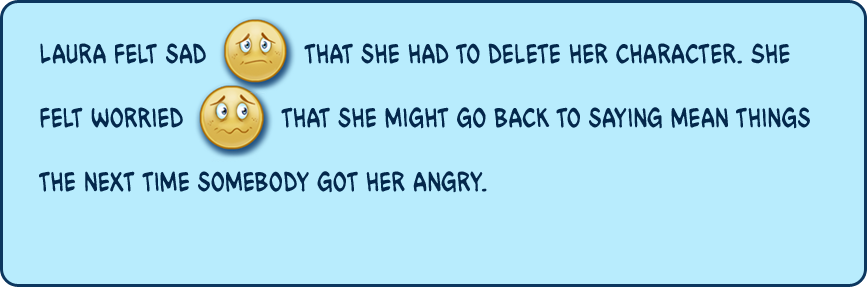 LAURA FELT SAD THAT SHE HAD TO DELETE HER CHARACTER. SHE
FELT WORRIED THAT SHE MIGHT GO BACK TO SAYING MEAN THINGS
THE NEXT TIME SOMEBODY GOT HER ANGRY.